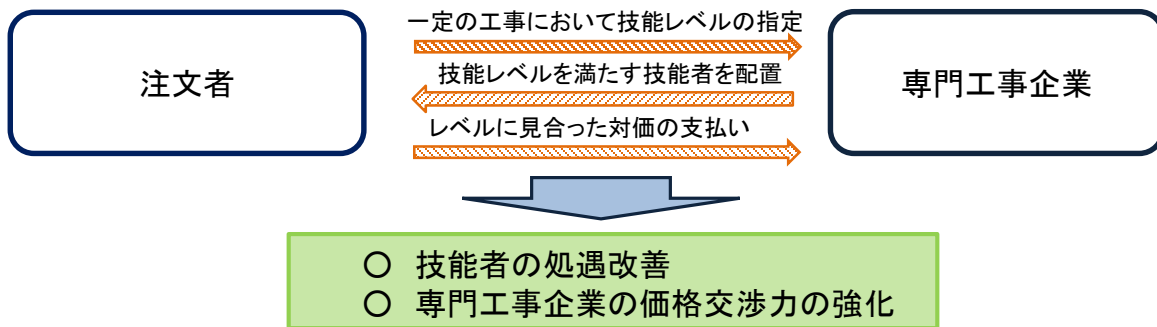 一定の工事において技能レベルの指定
注文者
技能レベルを満たす技能者を配置
専門工事企業
レベルに見合った対価の支払い
○ 技能者の処遇改善
○ 専門工事企業の価格交渉力の強化